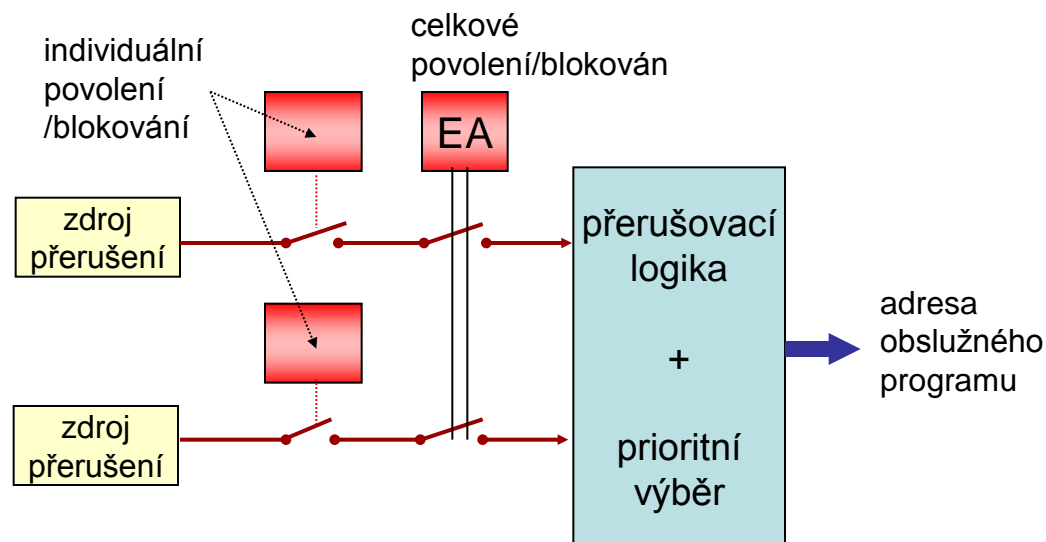 individuální
povolení
/blokování
celkové
povolení/blokován
EA
zdroj
přerušení
zdroj
přerušení
přerušovací
logika
+
prioritní
výběr
adresa
obslužného
programu